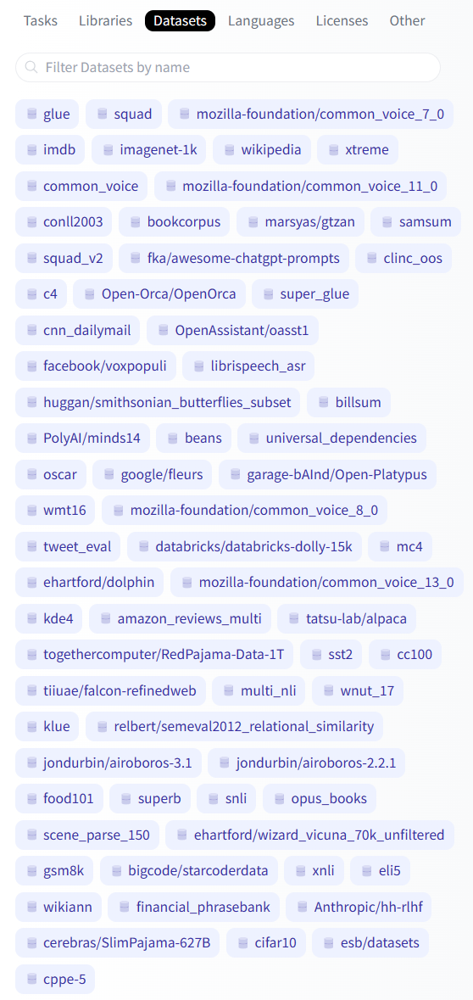 Tasks Libraries Datasets Languages Licenses Other
Filter Datasets by name
glue squad mozilla-foundation/common_voice_7_0
imdb imagenet-1k wikipedia xtreme
common_voice mozilla-foundation/common_voice_11_0
conll2003 bookcorpus marsyas/gtzan samsum
squad_v2 fka/awesome-chatgpt-prompts clinc_oos
c4 Open-Orca/OpenOrca super_glue
cnn_dailymail OpenAssistant/oasst1
facebook/voxpopuli librispeech_asr
huggan/smithsonian_butterflies_subset billsum
PolyAI/minds14 beans universal_dependencies
oscar google/fleurs garage-bAInd/Open-Platypus
wmt16 mozilla-foundation/common_voice_8_0
tweet_eval databricks/databricks-dolly-15k mc4
ehartford/dolphin mozilla-foundation/common_voice_13_0
kde4 amazon_reviews_multi tatsu-lab/alpaca
togethercomputer/RedPajama-Data-1T sst2 cc100
tiiuae/falcon-refinedweb multi_nli wnut_17
klue relbert/semeval2012_relational_similarity
jondurbin/airoboros-3.1 jondurbin/airoboros-2.2.1
food101 superb snli opus_books
scene_parse_150 ehartford/wizard_vicuna_70k_unfiltered
gsm8k bigcode/starcoderdata xnli eli5
wikiann financial_phrasebank Anthropic/hh-rlhf
cerebras/SlimPajama-627B cifar10 esb/datasets
cppe-5